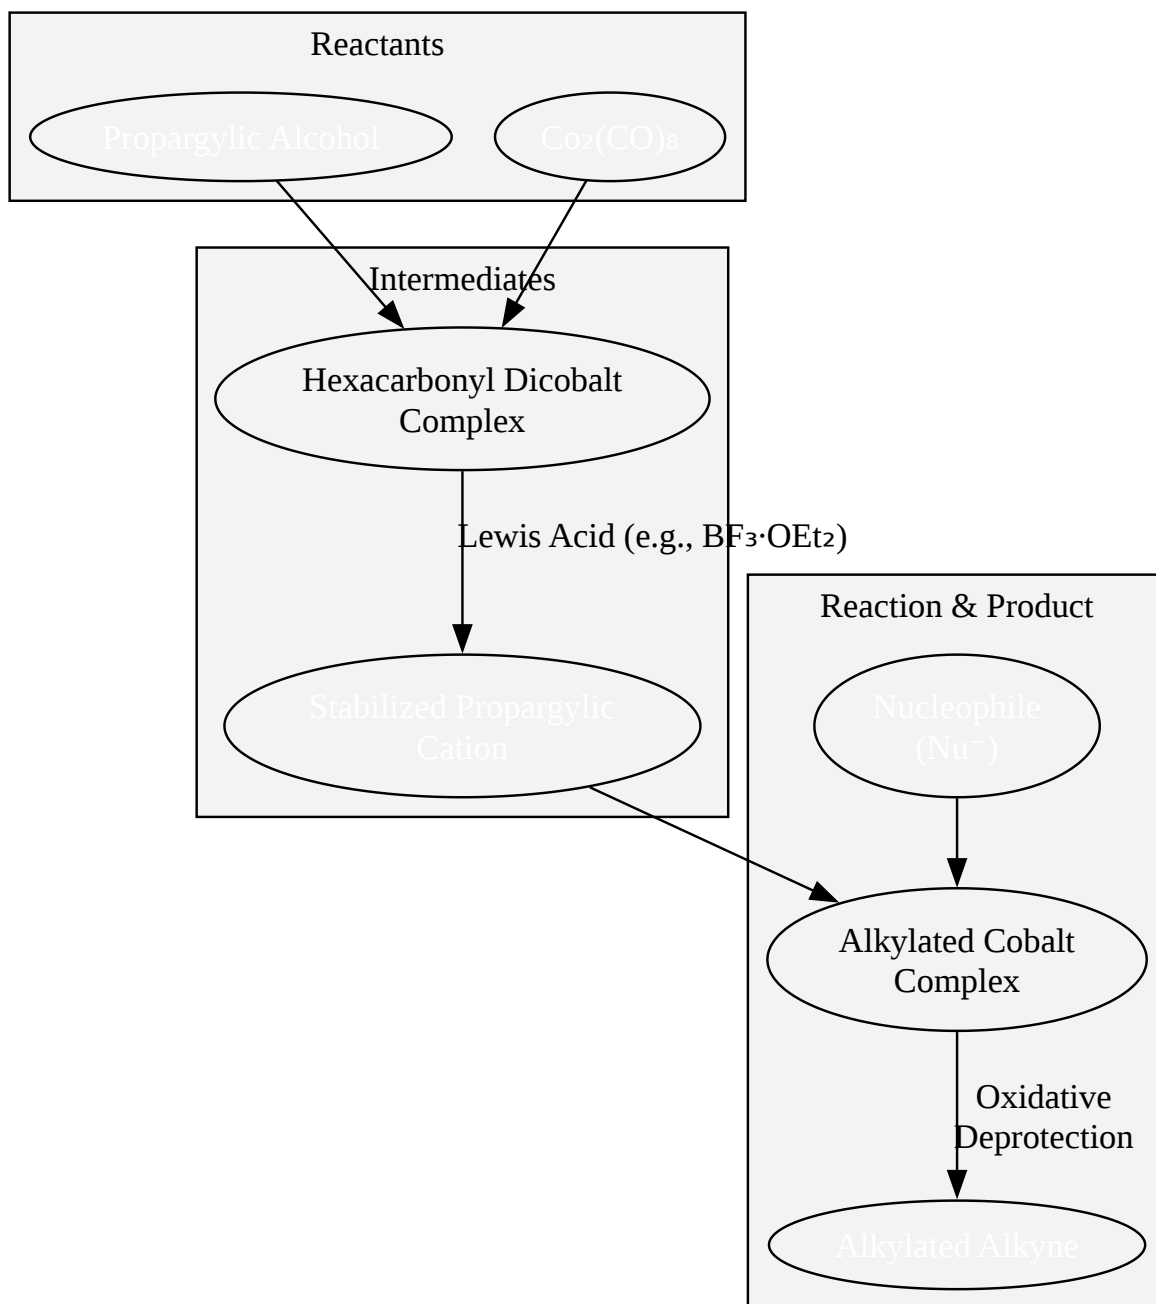 Reactants
Propargylic Alcohol
Co₂(CO)₈
Intermediates
Hexacarbonyl Dicobalt
Complex
Lewis Acid (e.g., BF₃·OEt₂)
Reaction & Product
Stabilized Propargylic
Cation
Nucleophile
(Nu⁻)
Alkylated Cobalt
Complex
Oxidative
Deprotection
Alkylated Alkyne